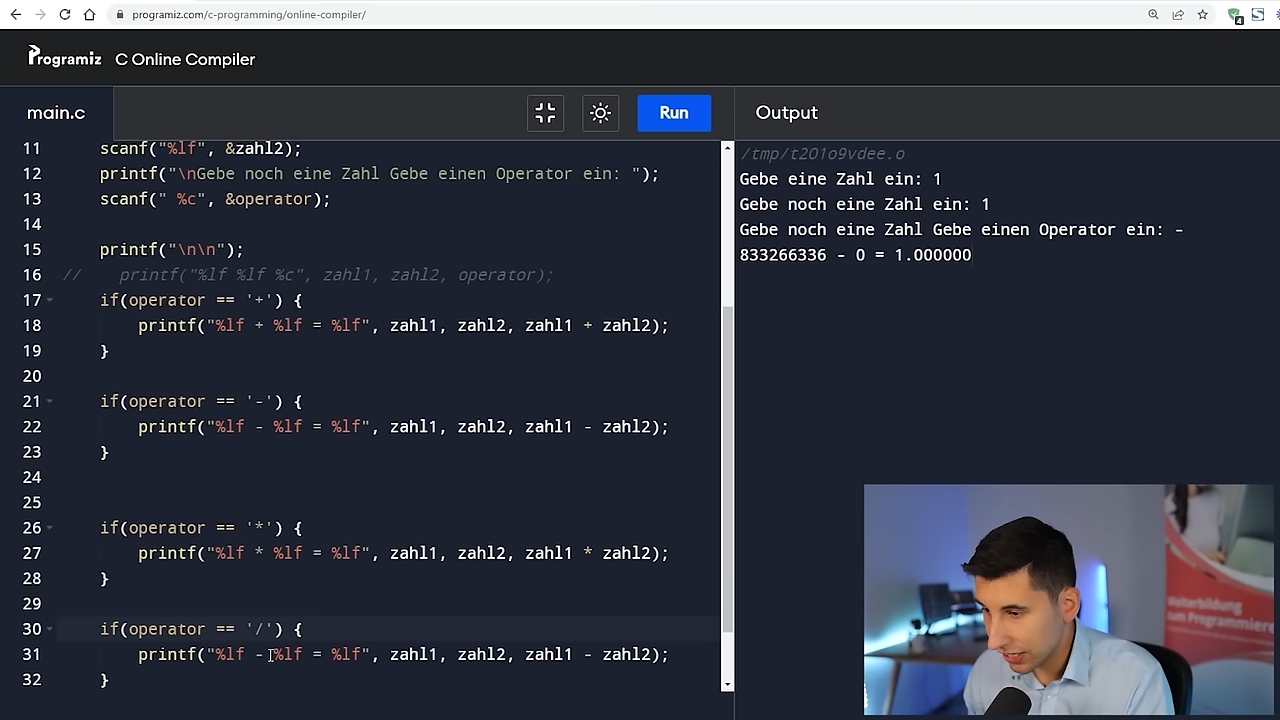 programiz.com/c-programming/online-compiler/
4
Programiz C Online Compiler
main.c
Run
Output
11 scanf("%lf", &zahl2);
12 printf("\nGebe noch eine Zahl Gebe einen Operator ein: ");
13 scanf(" %c", &operator);
14
15 printf("\n\n");
16 // printf("%lf %lf %c", zahl1, zahl2, operator);
17 if(operator == '+') {
18 printf("%lf + %lf = %lf", zahl1, zahl2, zahl1 + zahl2);
19 }
20
21 if(operator == '-') {
22 printf("%lf - %lf = %lf", zahl1, zahl2, zahl1 - zahl2);
23 }
24
25
26 if(operator == '*') {
27 printf("%lf * %lf = %lf", zahl1, zahl2, zahl1 * zahl2);
28 }
29
30 if(operator == '/') {
31 printf("%lf - %lf = %lf", zahl1, zahl2, zahl1 - zahl2);
32 }
/tmp/t201o9vdee.o
Gebe eine Zahl ein: 1
Gebe noch eine Zahl ein: 1
Gebe noch eine Zahl Gebe einen Operator ein: -
833266336 - 0 = 1.000000
Weiterbildung
zum Programmierer